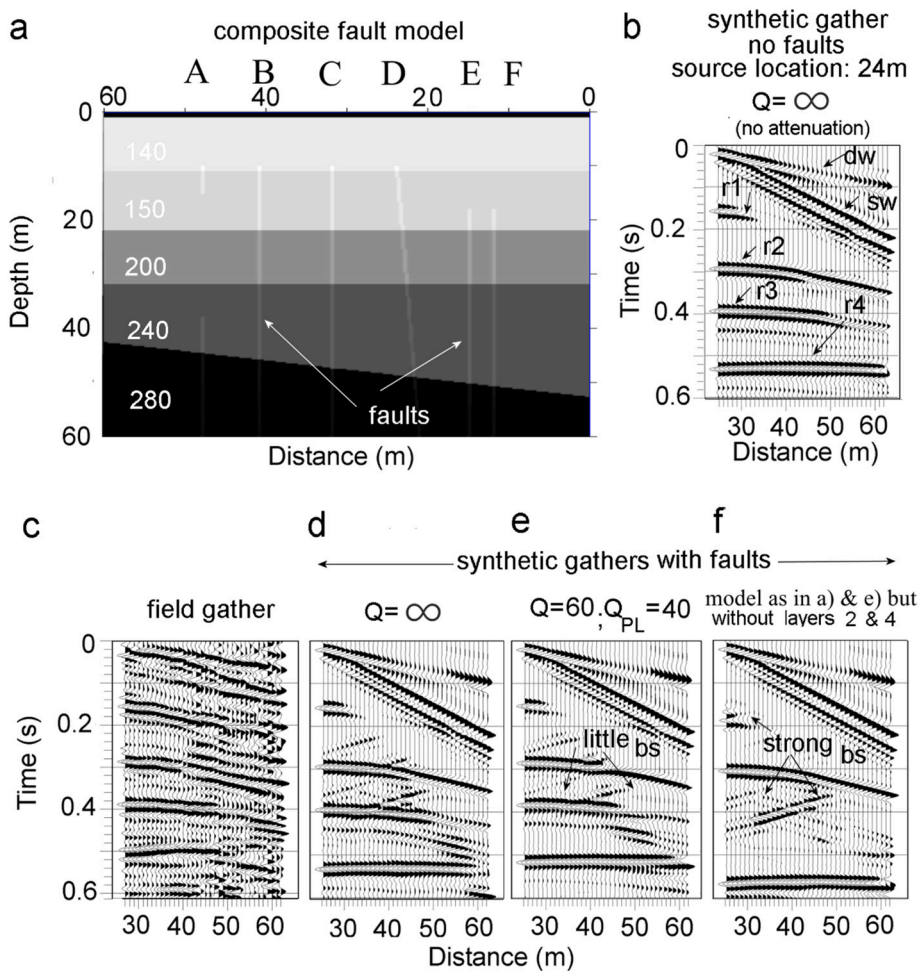 a
composite fault model
A B C D E F
60 40 20 0
0
20
40
60
Depth (m)
140
150
200
240
280
faults
Distance (m)
b
synthetic gather
no faults
source location: 24m
Q= ∞
(no attenuation)
0
0.2
0.4
0.6
Time (s)
dw
sw
r1
r2
r3
r4
30 40 50 60
Distance (m)
c
d
e
f
synthetic gathers with faults
field gather
Q= ∞
Q=60; Q PL =40
model as in a) & e) but
without layers 2 & 4
0
0.2
0.4
0.6
Time (s)
little bs
strong bs
30 40 50 60
30 40 50 60
30 40 50 60
30 40 50 60
Distance (m)